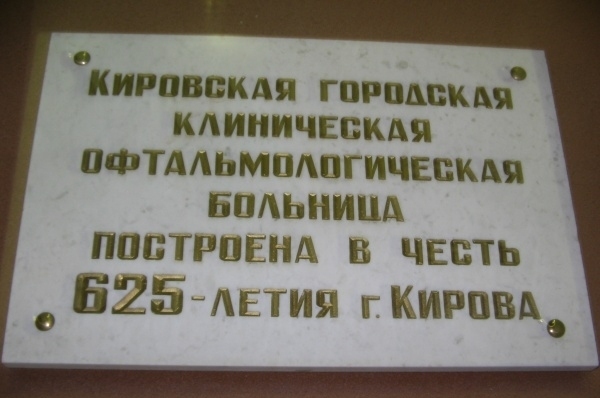 Кировская городская
клиническая
офтальмологическая
больница
построена в честь
625-летия г. Кирова